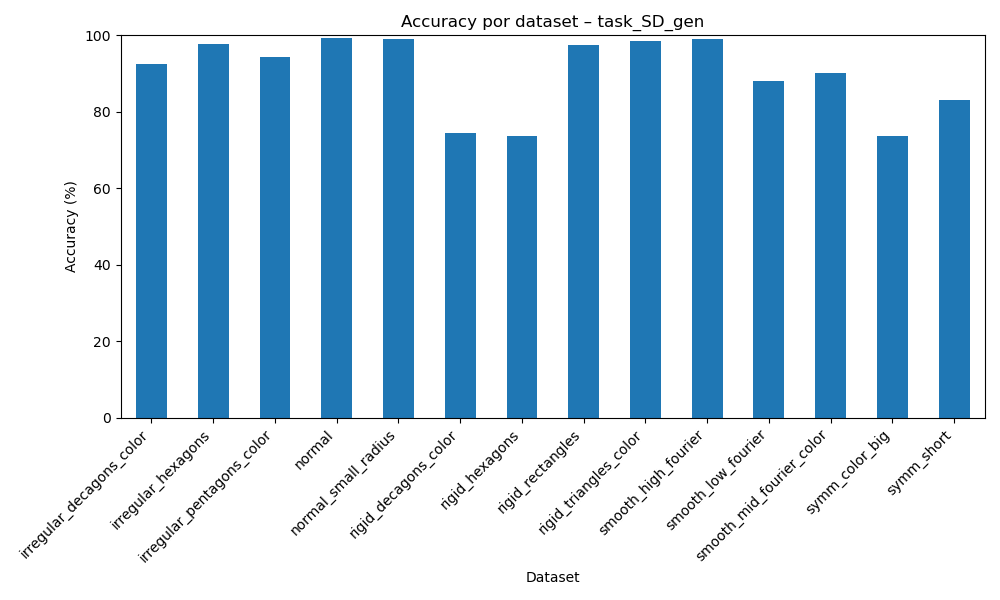 Accuracy por dataset – task_SD_gen
Accuracy (%)
100
80
60
40
20
0
irregular_decagons_color
irregular_hexagons
irregular_pentagons_color
normal
normal_small_radius
rigid_decagons_color
rigid_hexagons
rigid_rectangles
rigid_triangles_color
smooth_high_fourier
smooth_low_fourier
smooth_mid_fourier_color
symm_color_big
symm_short
Dataset